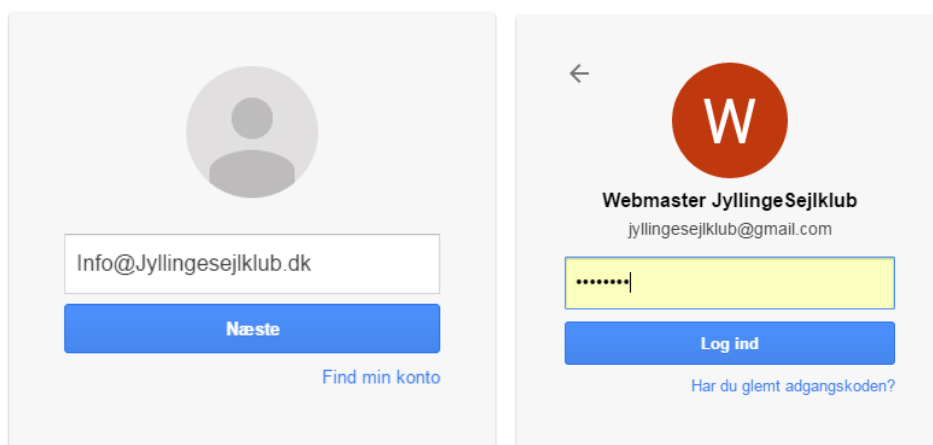 Info@Jyllingesejlklub.dk
Næste
Find min konto
W
Webmaster JyllingeSejlklub
jyllingesejlklub@gmail.com
••••••••
Log ind
Har du glemt adgangskoden?